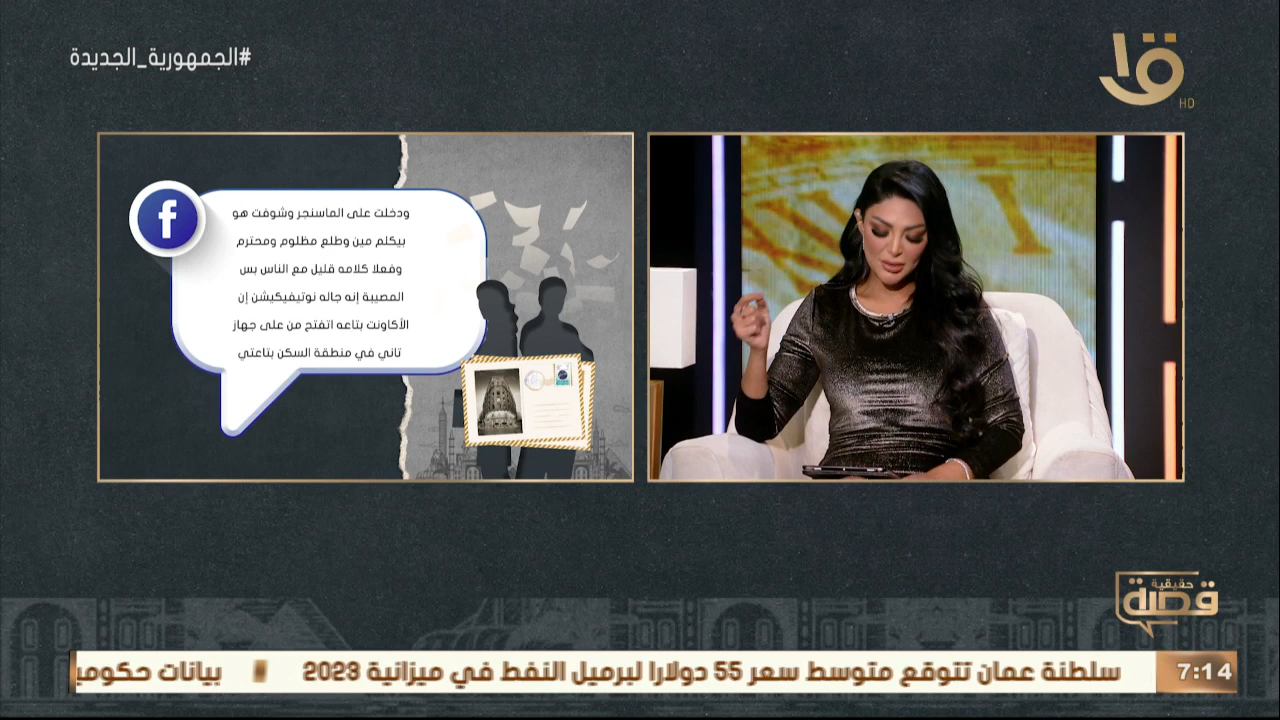 #الجمهورية_الجديدة
HD
ودخلت على الماسنجر وشوفت هو
بيكلم مين وطلع مظلوم ومحترم
وفعلا كلامه قليل مع الناس بس
المصيبة إنه جاله نوتيفيكيشن إن
الأكاونت بتاعه اتفتح من على جهاز
تاني في منطقة السكن بتاعتي
قصة
حقيقية
7:14
سلطنة عمان تتوقع متوسط سعر 55 دولارا لبرميل النفط في ميزانية 2023
بيانات